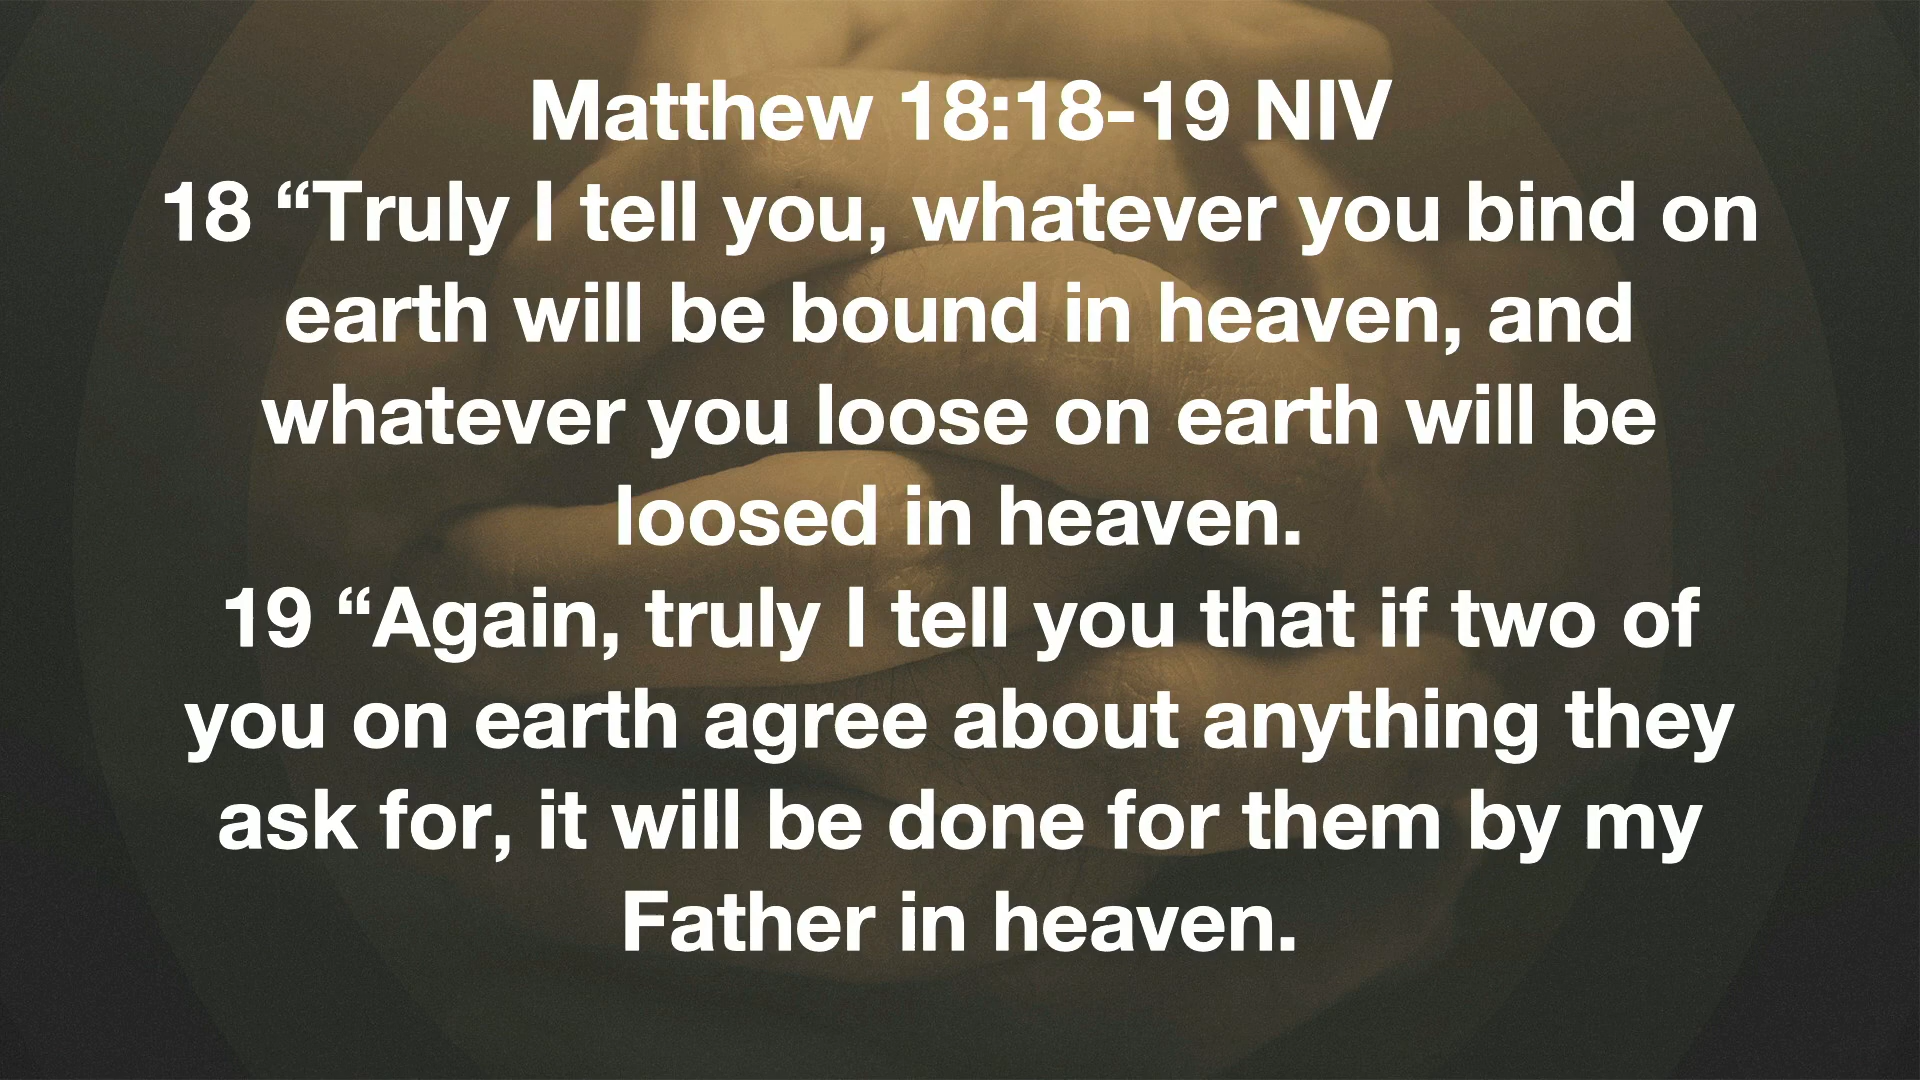 Matthew 18:18-19 NIV
18 “Truly I tell you, whatever you bind on
earth will be bound in heaven, and
whatever you loose on earth will be
loosed in heaven.
19 “Again, truly I tell you that if two of
you on earth agree about anything they
ask for, it will be done for them by my
Father in heaven.